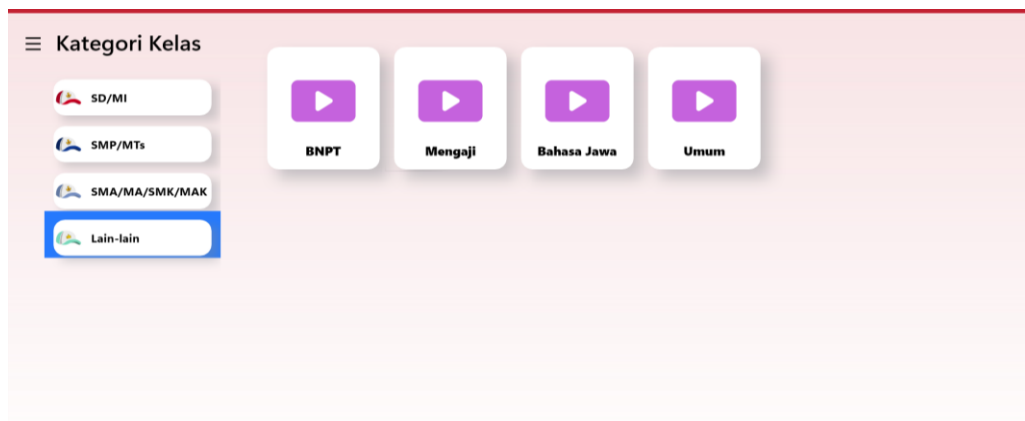 Kategori Kelas
SD/MI
SMP/MTs
SMA/MA/SMK/MAK
Lain-lain
BNPT
Mengaji
Bahasa Jawa
Umum